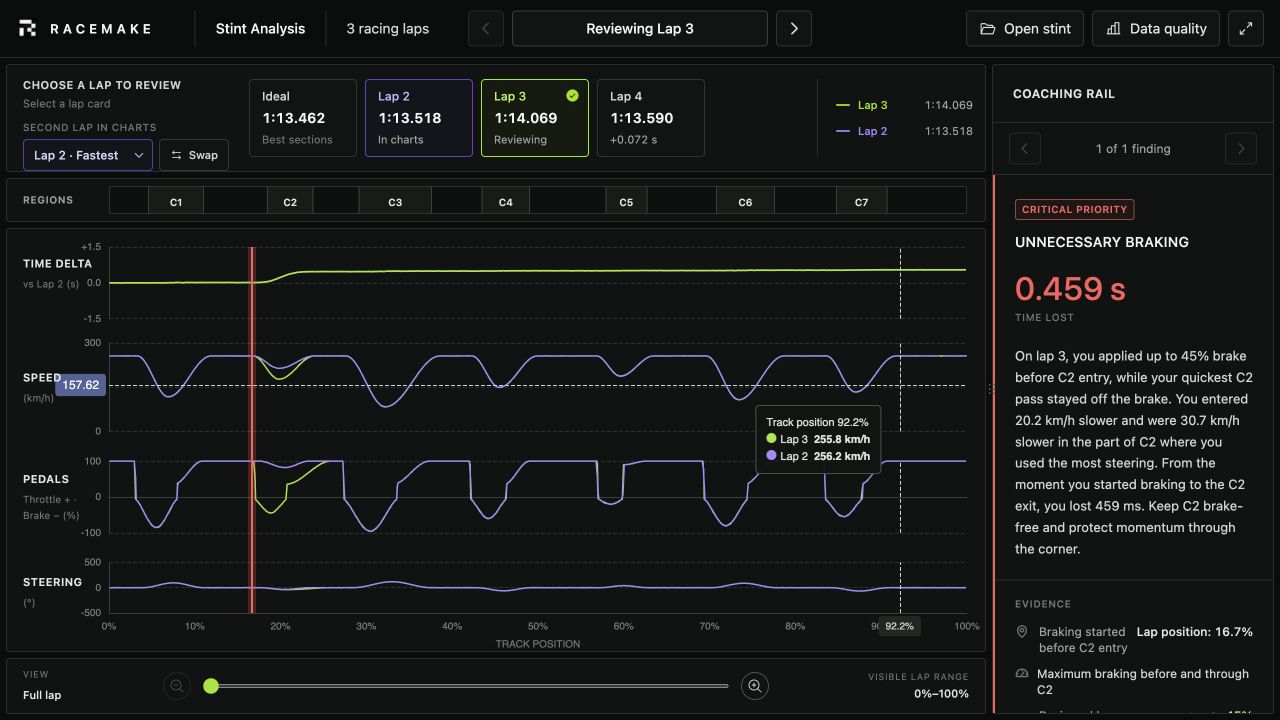 RACEMAKE
Stint Analysis
3 racing laps
Reviewing Lap 3
Open stint
Data quality
CHOOSE A LAP TO REVIEW
Select a lap card
SECOND LAP IN CHARTS
Lap 2 · Fastest
Swap
Ideal
1:13.462
Best sections
Lap 2
1:13.518
In charts
Lap 3
1:14.069
Reviewing
Lap 4
1:13.590
+0.072 s
Lap 3 1:14.069
Lap 2 1:13.518
REGIONS
C1 C2 C3 C4 C5 C6 C7
TIME DELTA
vs Lap 2 (s)
+1.5
0.0
-1.5
SPEED
(km/h)
300
157.62
0
Track position 92.2%
Lap 3 255.8 km/h
Lap 2 256.2 km/h
PEDALS
Throttle + ·
Brake − (%)
100
0
-100
STEERING
(°)
500
0
-500
0% 10% 20% 30% 40% 50% 60% 70% 80% 92.2% 100%
TRACK POSITION
VIEW
Full lap
VISIBLE LAP RANGE
0%–100%
COACHING RAIL
1 of 1 finding
CRITICAL PRIORITY
UNNECESSARY BRAKING
0.459 s
TIME LOST
On lap 3, you applied up to 45% brake
before C2 entry, while your quickest C2
pass stayed off the brake. You entered
20.2 km/h slower and were 30.7 km/h
slower in the part of C2 where you
used the most steering. From the
moment you started braking to the C2
exit, you lost 459 ms. Keep C2 brake-
free and protect momentum through
the corner.
EVIDENCE
Braking started Lap position: 16.7%
before C2 entry
Maximum braking before and through
C2